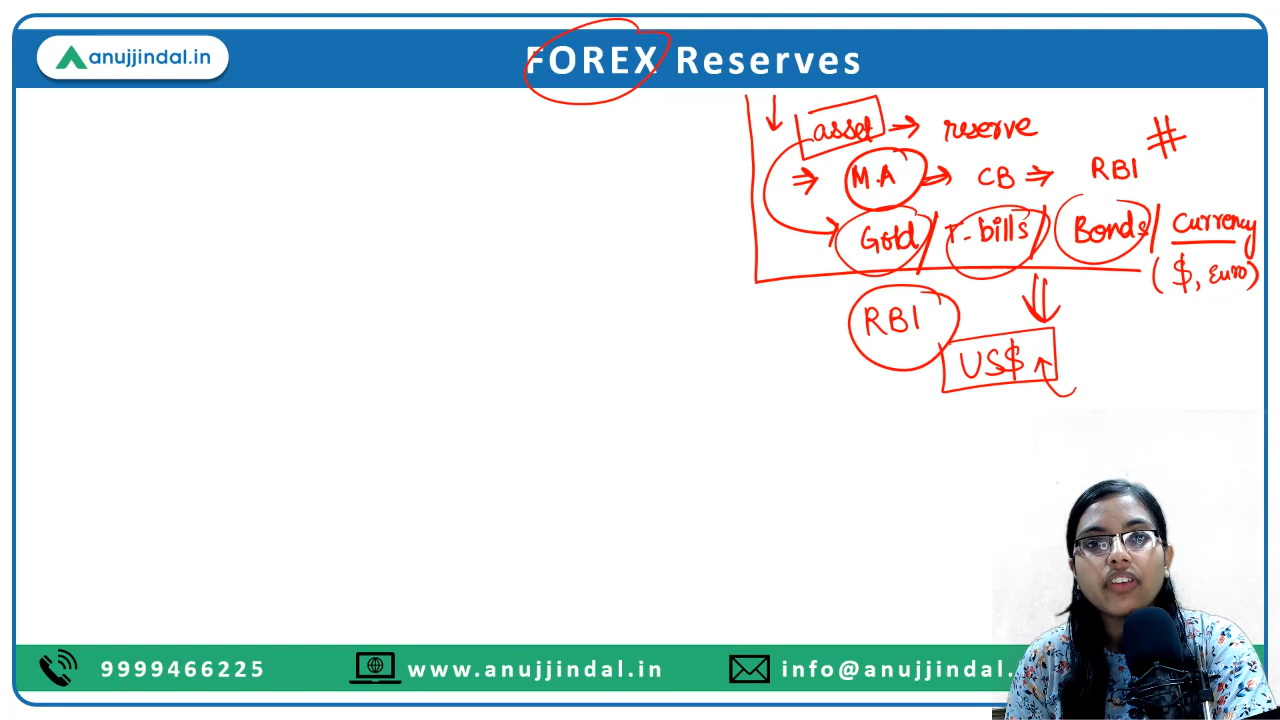 anujjindal.in
FOREX Reserves
asset → reserve #
⇒ M.A ⇒ CB ⇒ RBI
Gold / T-bills / Bonds / Currency
($, Euro)
RBI
US$
9999466225
www.anujjindal.in
info@anujjindal.